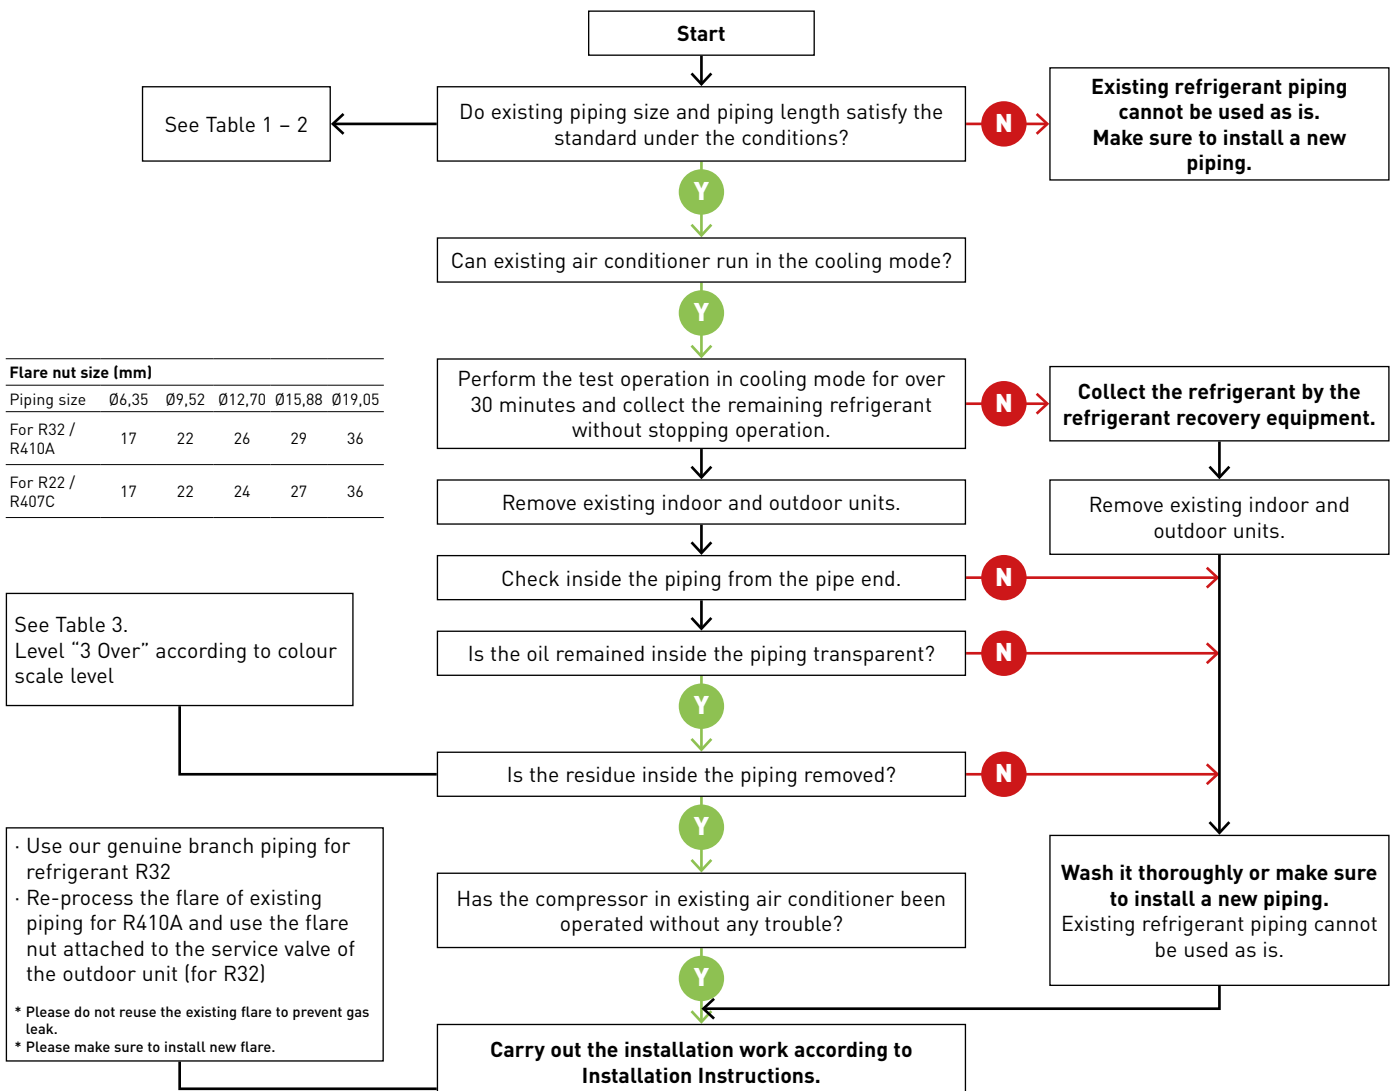 Start
See Table 1 – 2
Do existing piping size and piping length satisfy the
standard under the conditions?
N
Existing refrigerant piping
cannot be used as is.
Make sure to install a new
piping.
Y
Can existing air conditioner run in the cooling mode?
Y
Flare nut size (mm)
Piping size Ø6,35 Ø9,52 Ø12,70 Ø15,88 Ø19,05
For R32 /
R410A
17 22 26 29 36
For R22 /
R407C
17 22 24 27 36
Perform the test operation in cooling mode for over
30 minutes and collect the remaining refrigerant
without stopping operation.
N
Collect the refrigerant by the
refrigerant recovery equipment.
Remove existing indoor and outdoor units.
Remove existing indoor and
outdoor units.
Check inside the piping from the pipe end.
N
See Table 3.
Level “3 Over” according to colour
scale level
Is the oil remained inside the piping transparent?
N
Y
Is the residue inside the piping removed?
N
Y
· Use our genuine branch piping for
refrigerant R32
· Re-process the flare of existing
piping for R410A and use the flare
nut attached to the service valve of
the outdoor unit (for R32)
* Please do not reuse the existing flare to prevent gas
leak.
* Please make sure to install new flare.
Has the compressor in existing air conditioner been
operated without any trouble?
Wash it thoroughly or make sure
to install a new piping.
Existing refrigerant piping cannot
be used as is.
Y
Carry out the installation work according to
Installation Instructions.